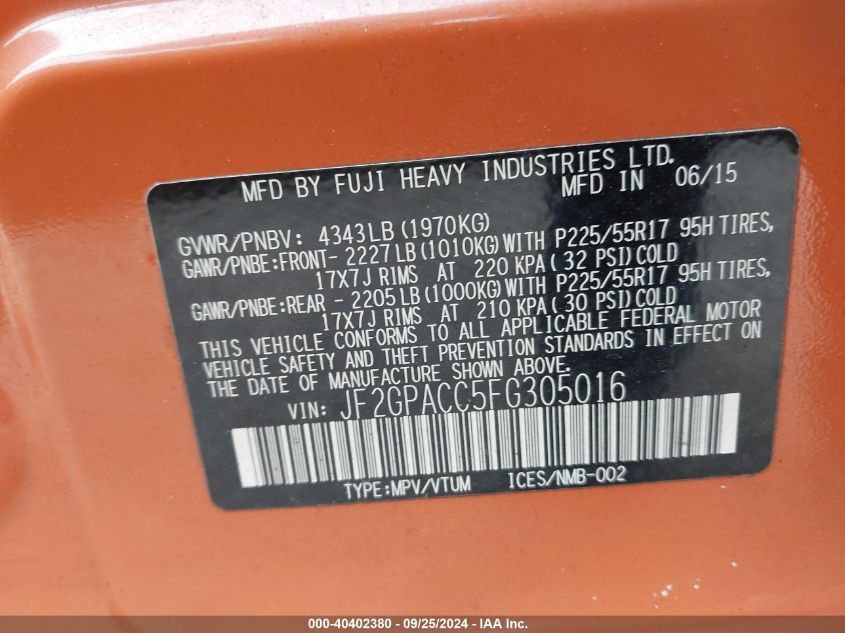 MFD BY FUJI HEAVY INDUSTRIES LTD.
MFD IN 06/15
GVWR/PNBV: 4343LB (1970KG)
GAWR/PNBE:FRONT- 2227LB (1010KG) WITH P225/55R17 95H TIRES,
17X7J RIMS AT 220 KPA ( 32 PSI) COLD
GAWR/PNBE:REAR - 2205LB (1000KG) WITH P225/55R17 95H TIRES,
17X7J RIMS AT 210 KPA ( 30 PSI) COLD
THIS VEHICLE CONFORMS TO ALL APPLICABLE FEDERAL MOTOR
VEHICLE SAFETY AND THEFT PREVENTION STANDARDS IN EFFECT ON
THE DATE OF MANUFACTURE SHOWN ABOVE.
VIN: JF2GPACC5FG305016
TYPE:MPV/VTUM ICES/NMB-002
000-40402380 - 09/25/2024 - © IAA, Inc.